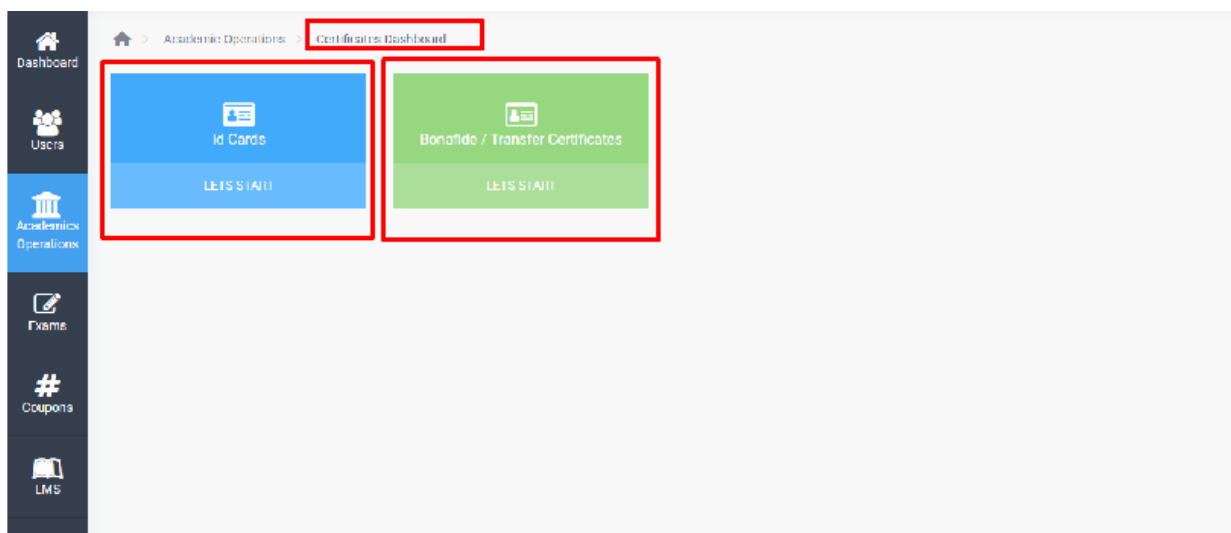 Academic Operations > Certificates Dashboard
Dashboard
Users
Academics
Operations
Exams
Coupons
LMS
Id Cards
LETS START
Bonafide / Transfer Certificates
LETS START